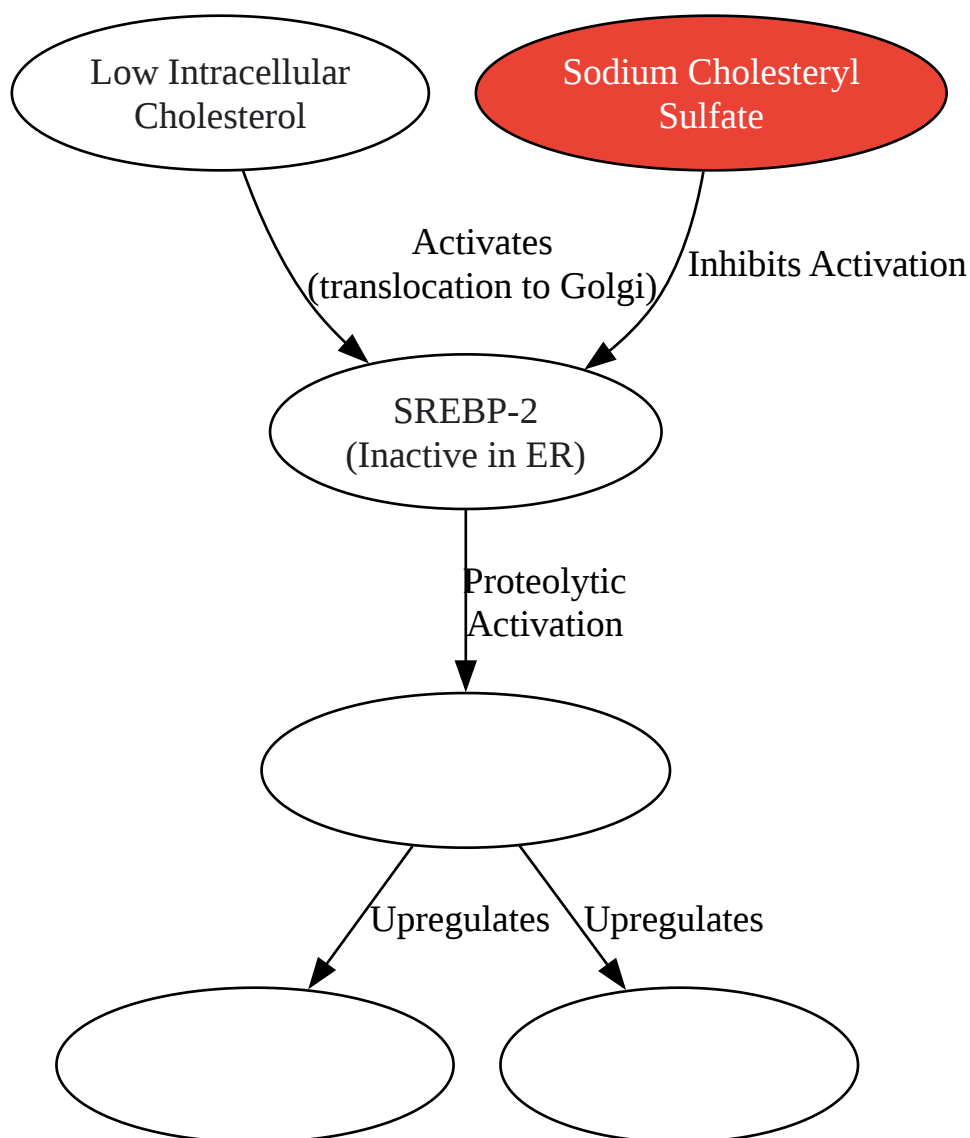 Low Intracellular
Cholesterol
Sodium Cholesteryl
Sulfate
Activates
(translocation to Golgi)
Inhibits Activation
SREBP-2
(Inactive in ER)
Proteolytic
Activation
Upregulates
Upregulates